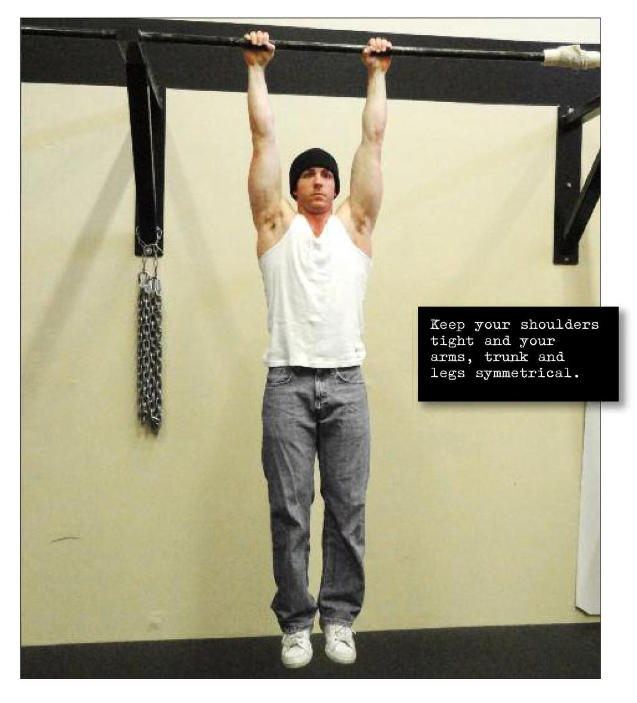 Keep your shoulders
tight and your
arms, trunk and
legs symmetrical.